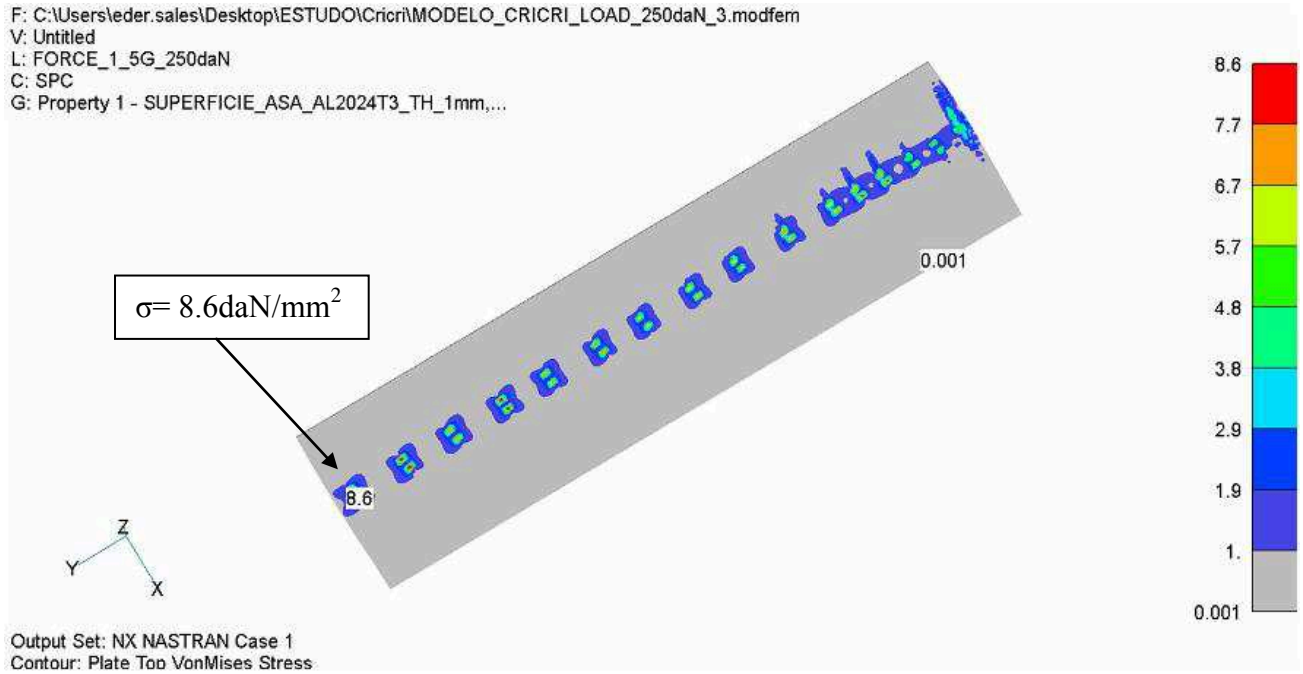 F: C:\Users\eder.sales\Desktop\ESTUDO\Cricri\MODELO_CRICRI_LOAD_250daN_3.modfem
V: Untitled
L: FORCE_1_5G_250daN
C: SPC
G: Property 1 - SUPERFICIE_ASA_AL2024T3_TH_1mm,...
8.6
7.7
6.7
5.7
4.8
3.8
2.9
1.9
1.
0.001
0.001
σ= 8.6daN/mm²
8.6
Z
Y
X
Output Set: NX NASTRAN Case 1
Contour: Plate Top VonMises Stress